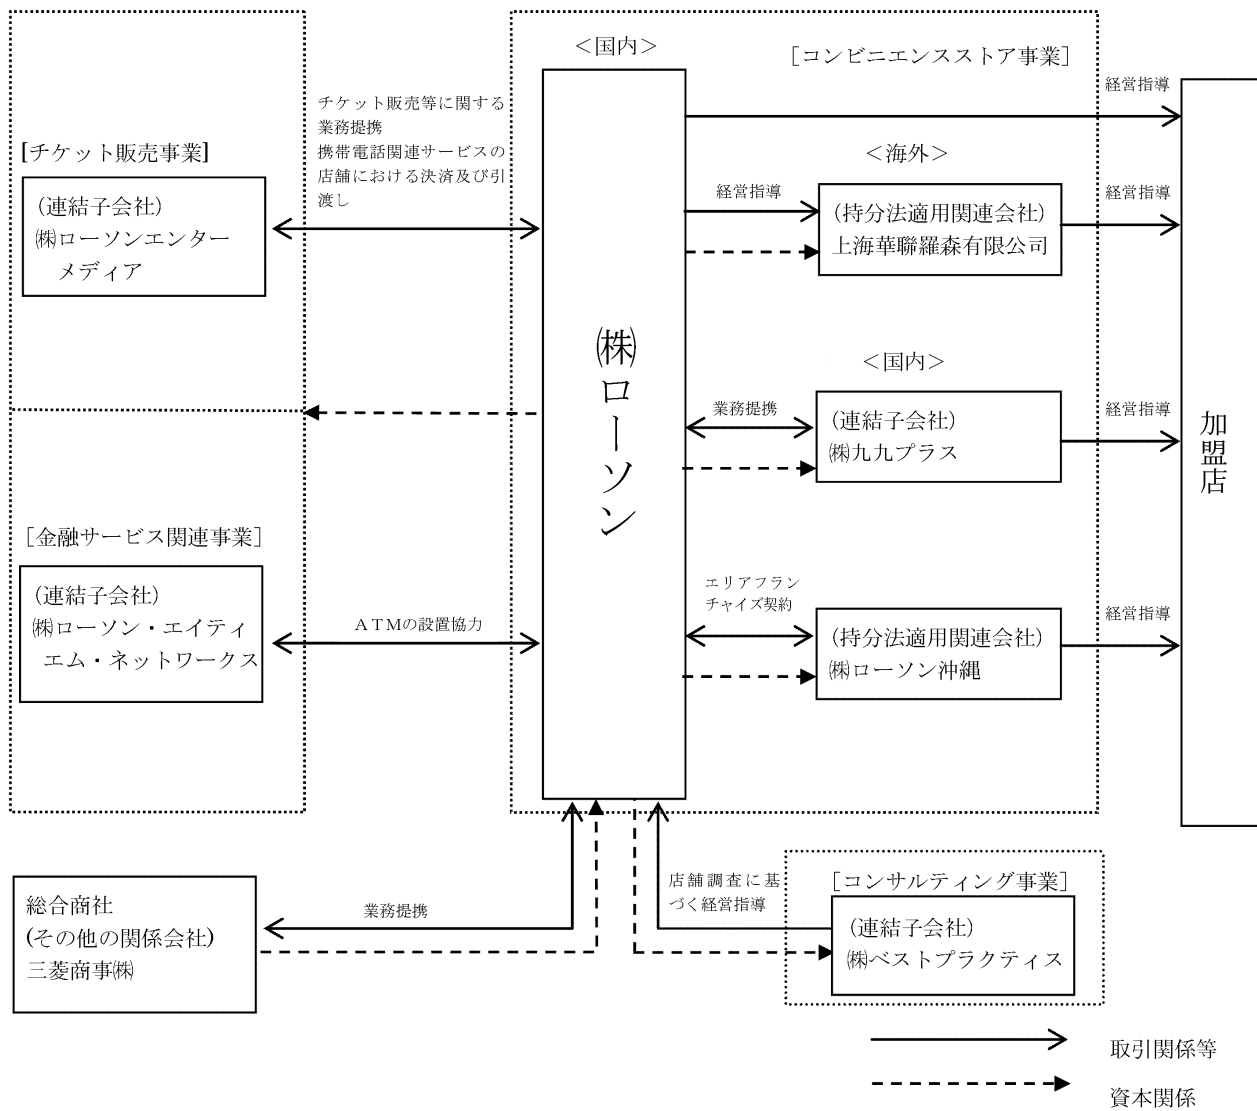 ＜国内＞
［コンビニエンスストア事業］
経営指導
チケット販売等に関する
業務提携
携帯電話関連サービスの
店舗における決済及び引
渡し
[チケット販売事業]
(連結子会社)
㈱ローソンエンター
メディア
＜海外＞
経営指導
(持分法適用関連会社)
上海華聯羅森有限公司
経営指導
㈱ローソン
＜国内＞
業務提携
(連結子会社)
㈱九九プラス
経営指導
加盟店
［金融サービス関連事業］
(連結子会社)
㈱ローソン・エイティ
エム・ネットワークス
ＡＴＭの設置協力
エリアフラン
チャイズ契約
(持分法適用関連会社)
㈱ローソン沖縄
経営指導
総合商社
(その他の関係会社)
三菱商事㈱
業務提携
店舗調査に基
づく経営指導
［コンサルティング事業］
(連結子会社)
㈱ベストプラクティス
取引関係等
資本関係